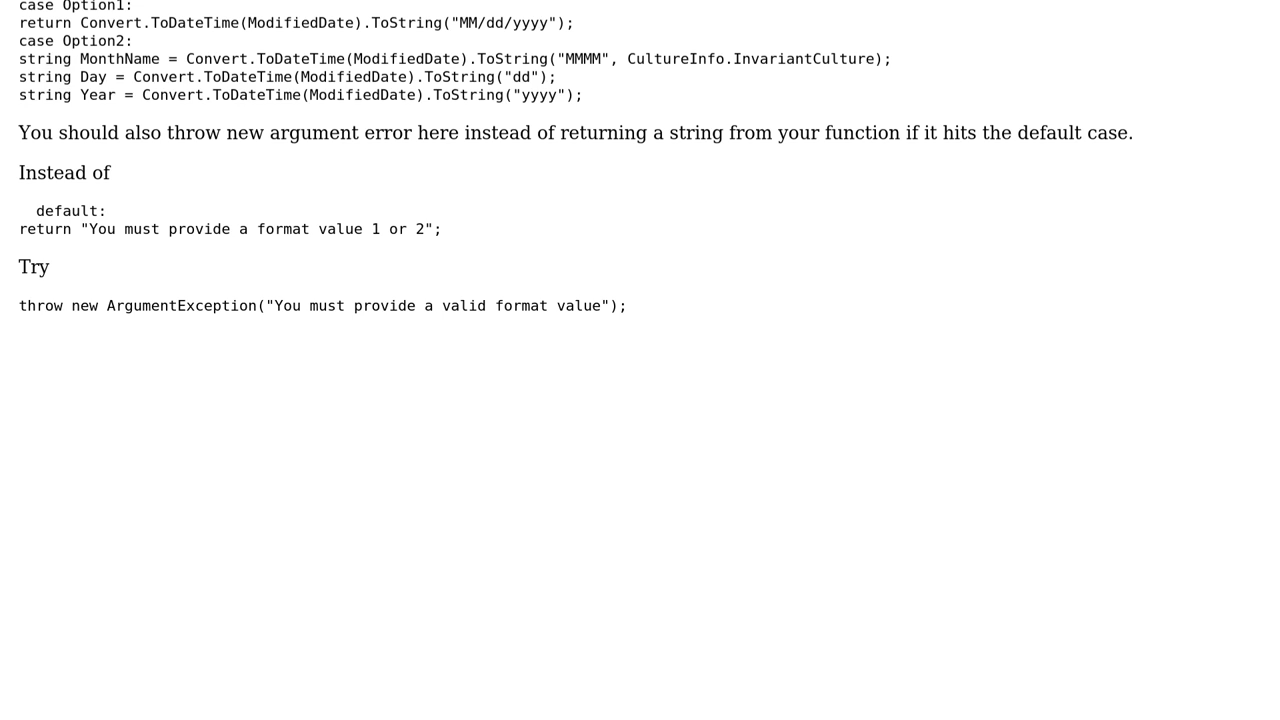 case Option1:
return Convert.ToDateTime(ModifiedDate).ToString("MM/dd/yyyy");
case Option2:
string MonthName = Convert.ToDateTime(ModifiedDate).ToString("MMMM", CultureInfo.InvariantCulture);
string Day = Convert.ToDateTime(ModifiedDate).ToString("dd");
string Year = Convert.ToDateTime(ModifiedDate).ToString("yyyy");
You should also throw new argument error here instead of returning a string from your function if it hits the default case.
Instead of
default:
return "You must provide a format value 1 or 2";
Try
throw new ArgumentException("You must provide a valid format value");